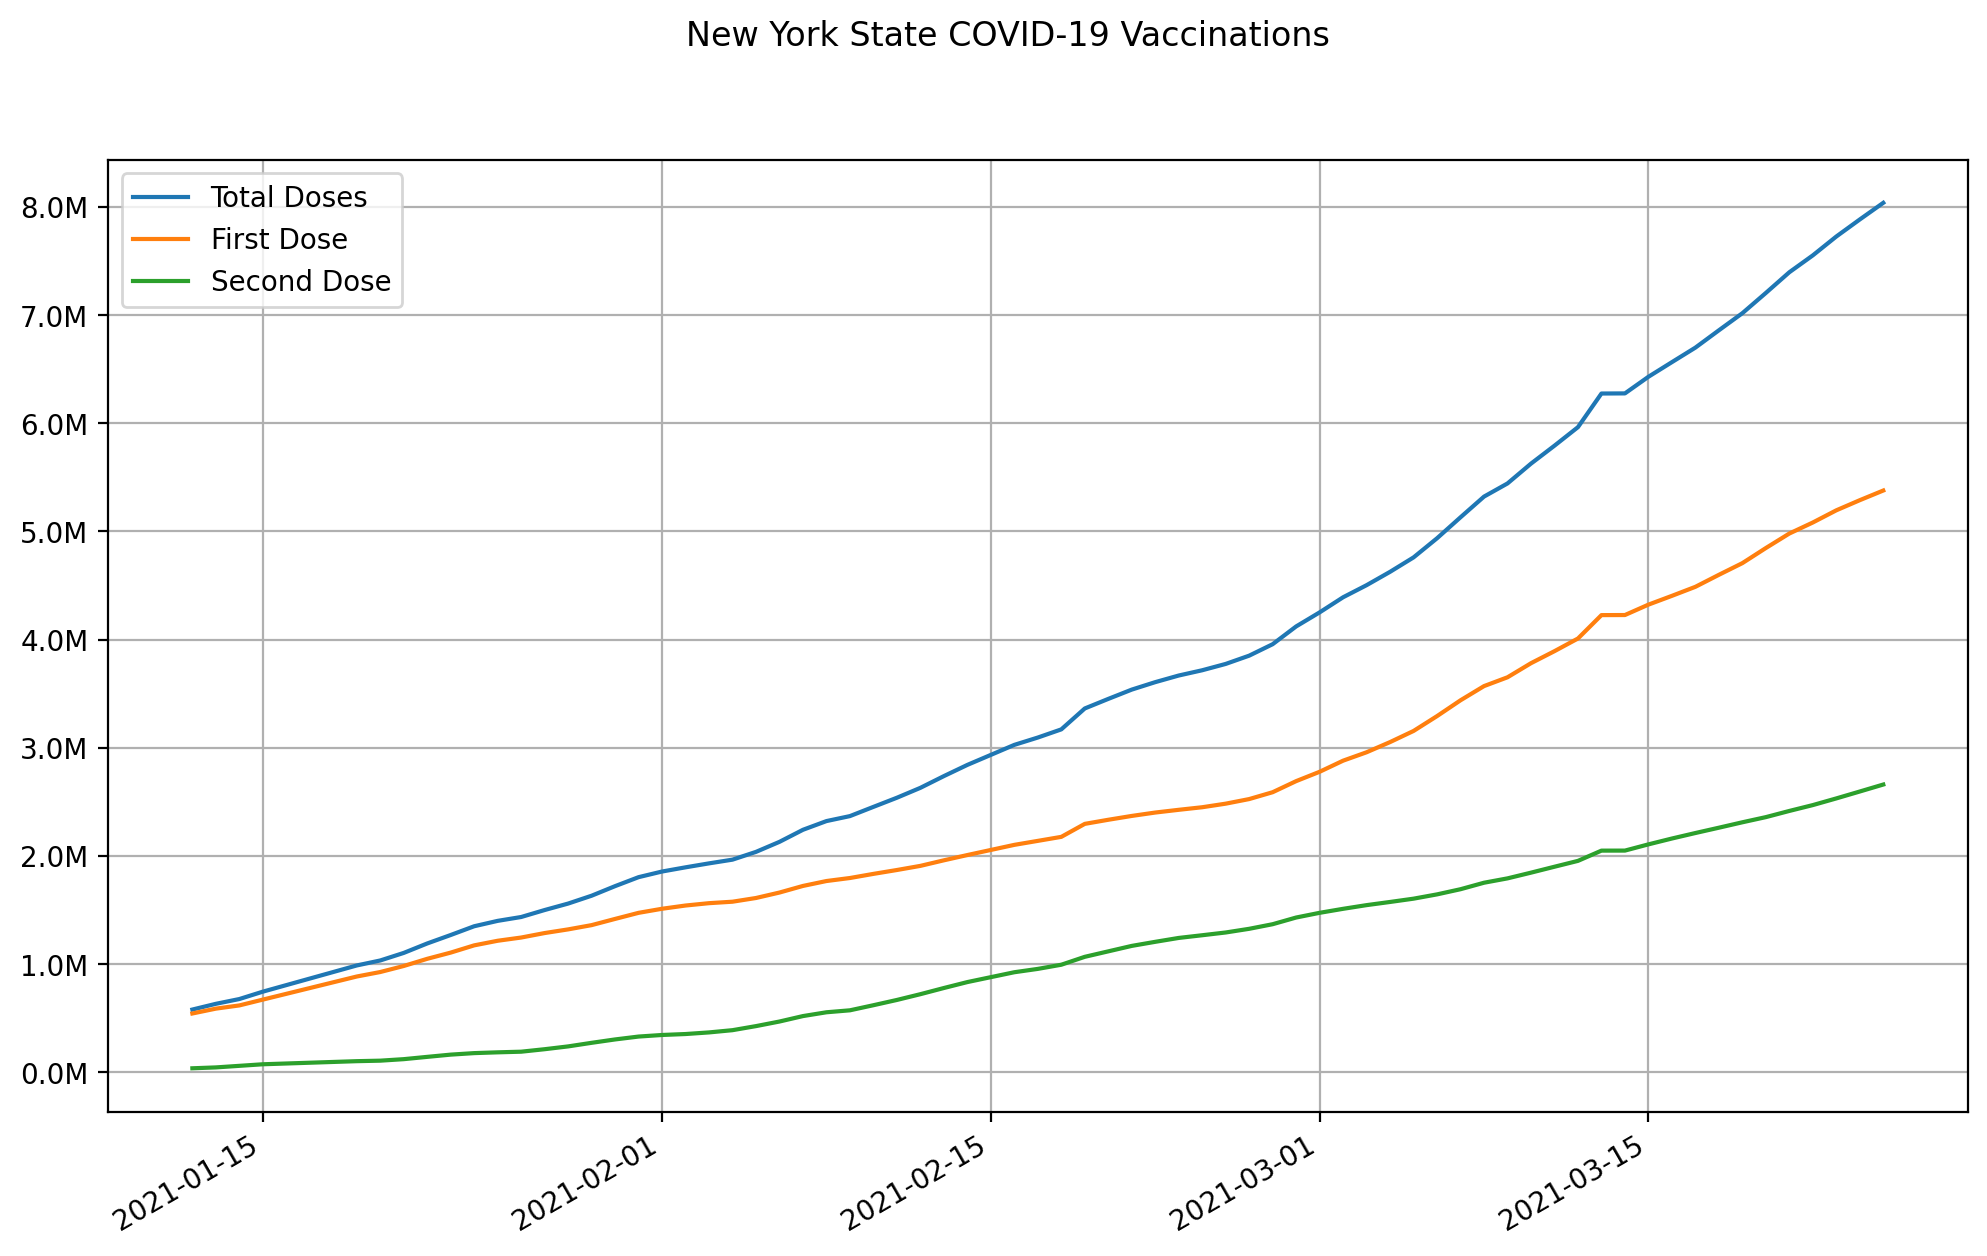 New York State COVID-19 Vaccinations
Total Doses
First Dose
Second Dose
8.0M
7.0M
6.0M
5.0M
4.0M
3.0M
2.0M
1.0M
0.0M
2021-01-15
2021-02-01
2021-02-15
2021-03-01
2021-03-15